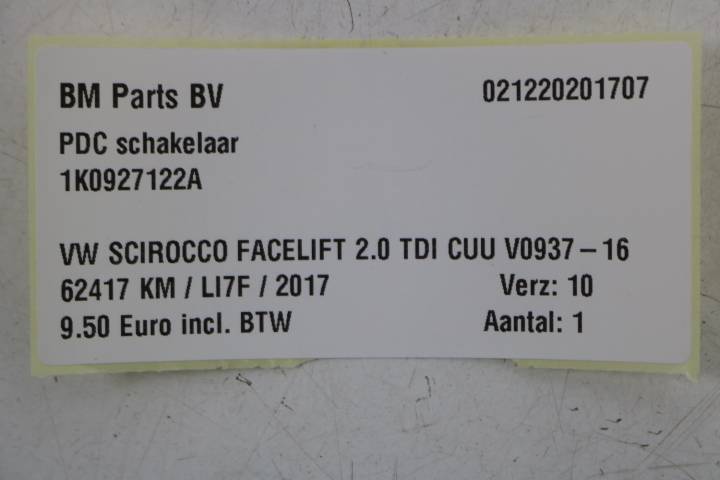 BM Parts BV 021220201707
PDC schakelaar
1K0927122A
VW SCIROCCO FACELIFT 2.0 TDI CUU V0937-16
62417 KM / LI7F / 2017 Verz: 10
9.50 Euro incl. BTW Aantal: 1